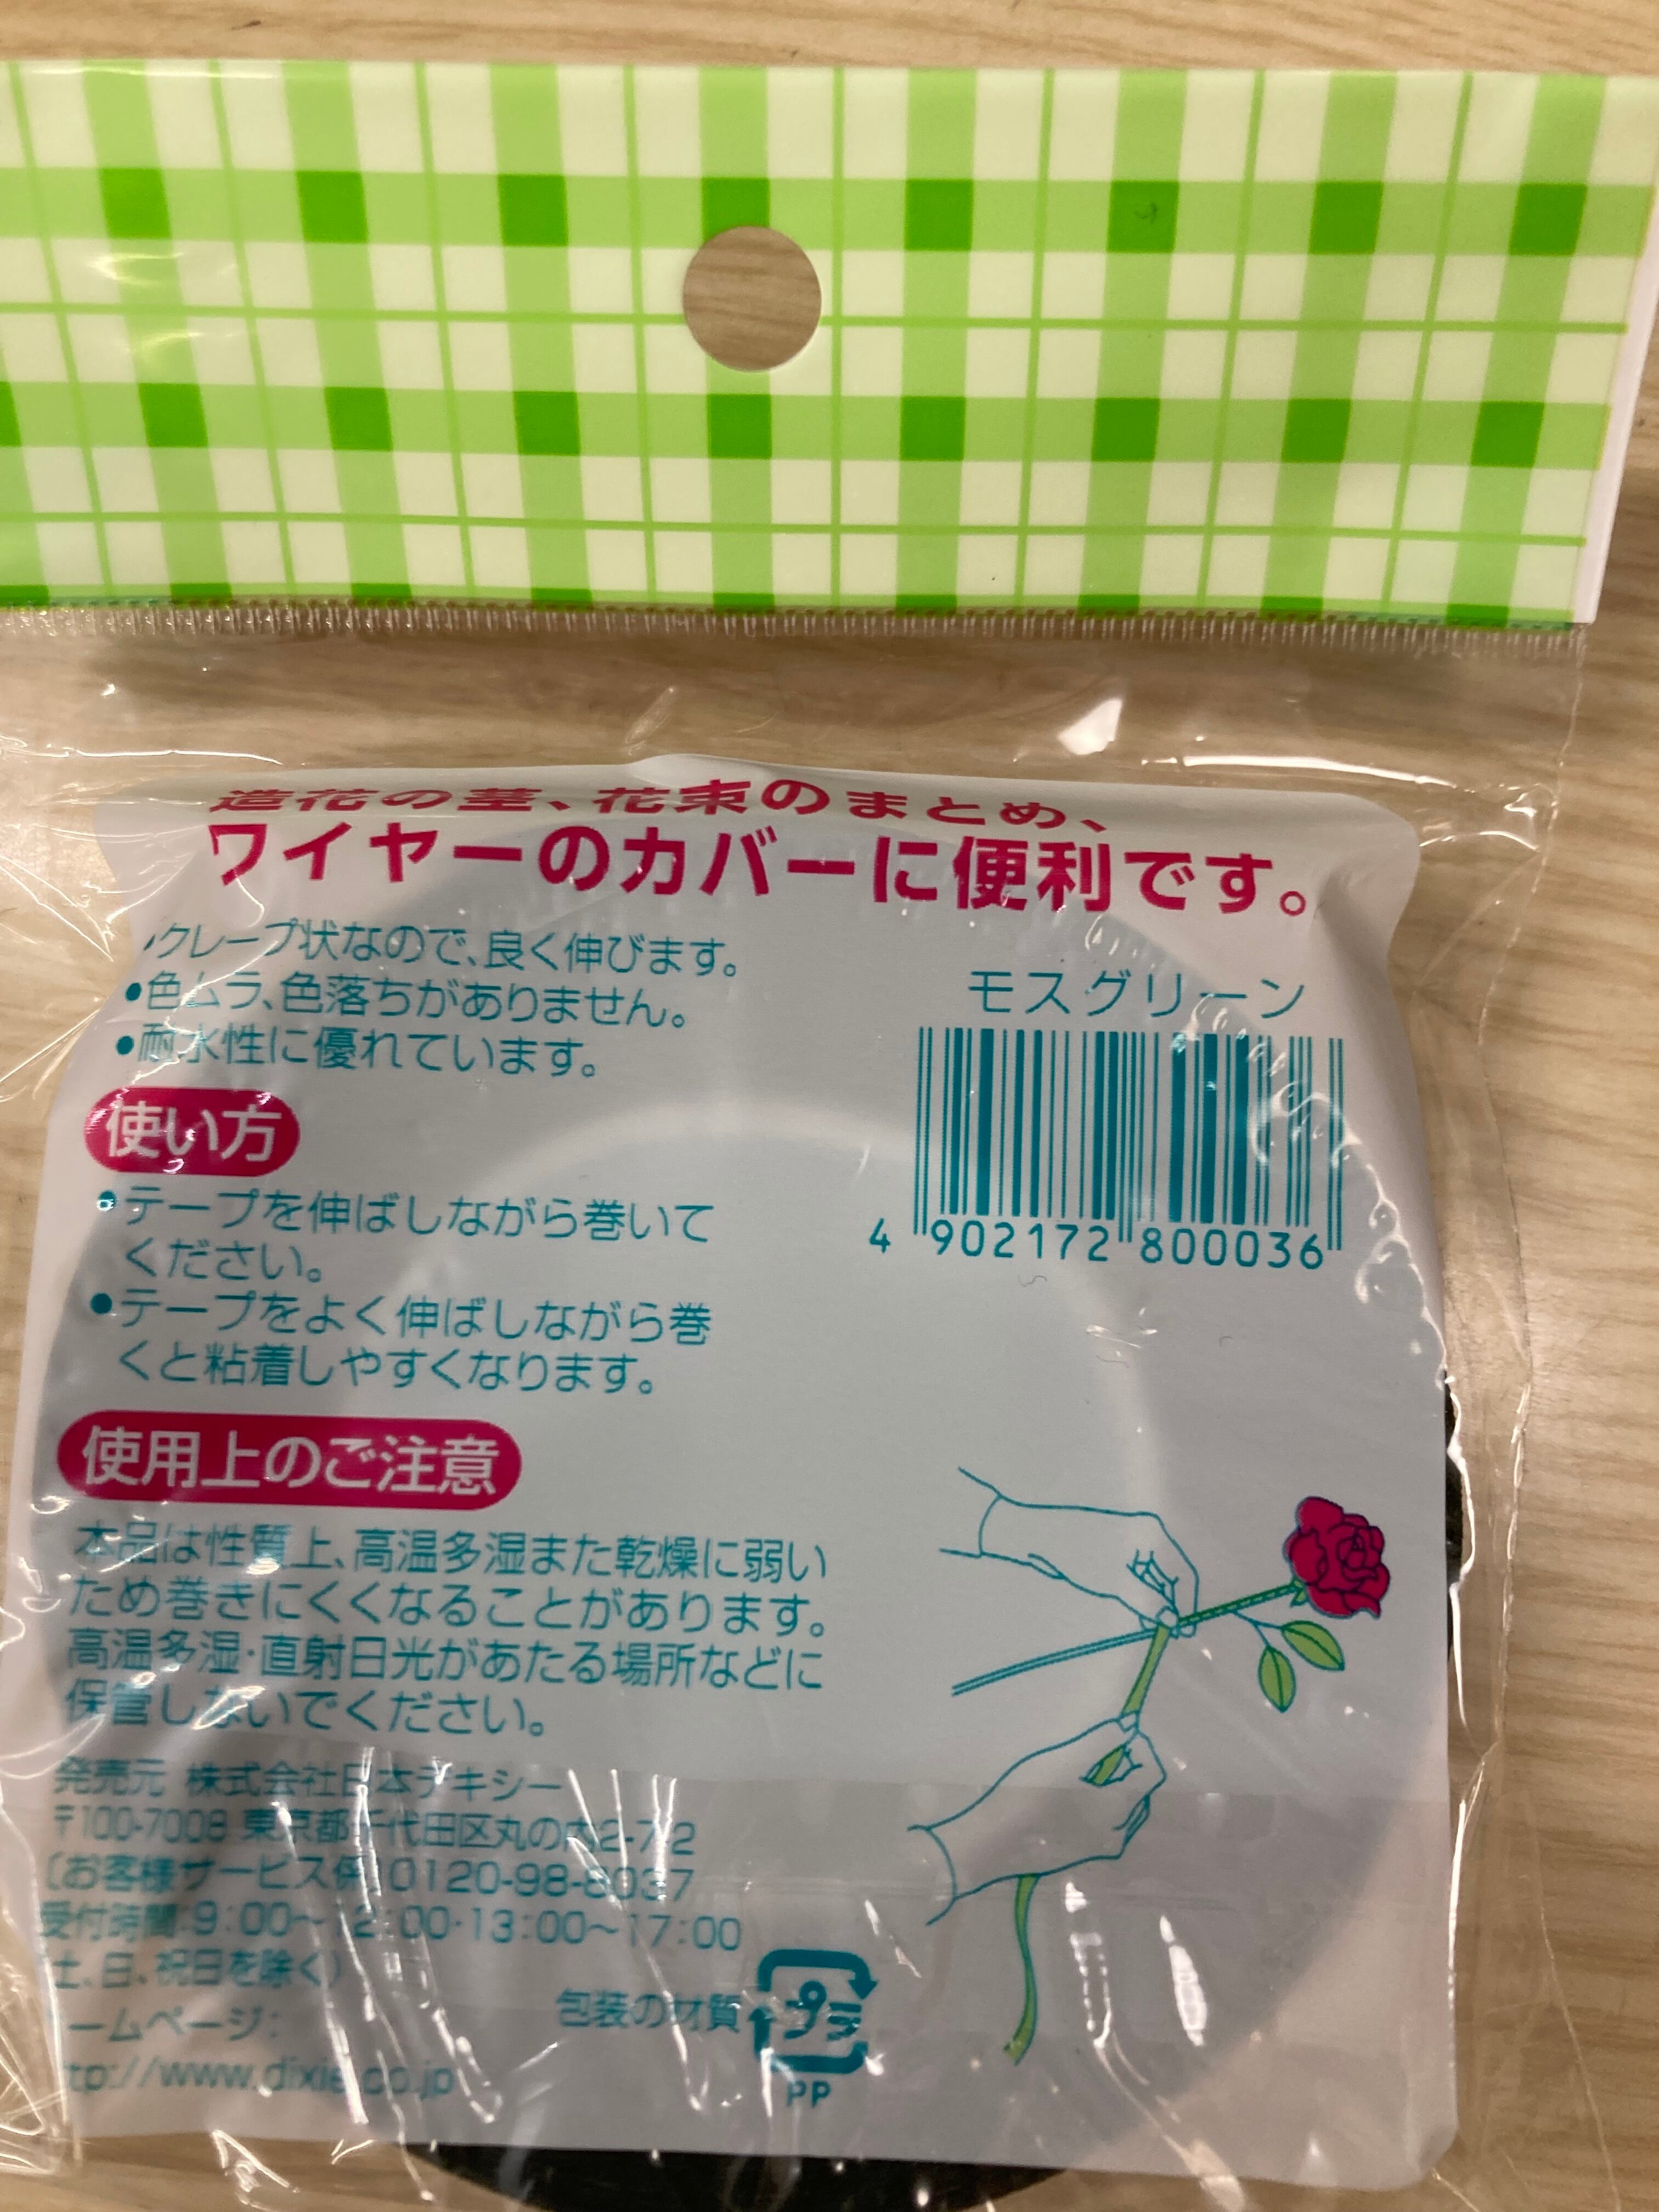 造花の茎、花束のまとめ、
ワイヤーのカバーに便利です。
•クレープ状なので、良く伸びます。
•色ムラ、色落ちがありません。
•耐水性に優れています。
モスグリーン
4 902172 800036
使い方
•テープを伸ばしながら巻いて
ください。
•テープをよく伸ばしながら巻
くと粘着しやすくなります。
使用上のご注意
本品は性質上、高温多湿また乾燥に弱い
ため巻きにくくなることがあります。
高温多湿・直射日光があたる場所などに
保管しないでください。
発売元 株式会社日本デキシー
〒100-7008 東京都千代田区丸の内2-7-2
〔お客様サービス係〕0120-98-8037
受付時間:9:00〜12:00・13:00〜17:00
土、日、祝日を除く)
ームページ:
tp://www.dixie.co.jp
包装の材質
プラ
PP